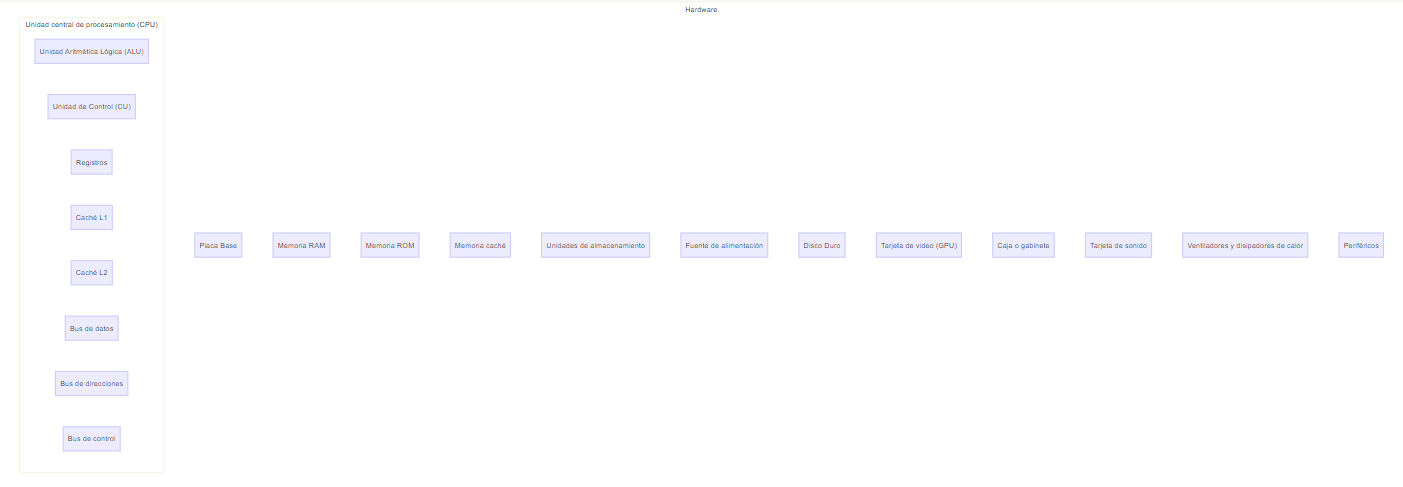 Hardware
Unidad central de procesamiento (CPU)
Unidad Aritmética Lógica (ALU)
Unidad de Control (CU)
Registros
Caché L1
Caché L2
Bus de datos
Bus de direcciones
Bus de control
Placa Base
Memoria RAM
Memoria ROM
Memoria caché
Unidades de almacenamiento
Fuente de alimentación
Disco Duro
Tarjeta de video (GPU)
Caja o gabinete
Tarjeta de sonido
Ventiladores y disipadores de calor
Periféricos